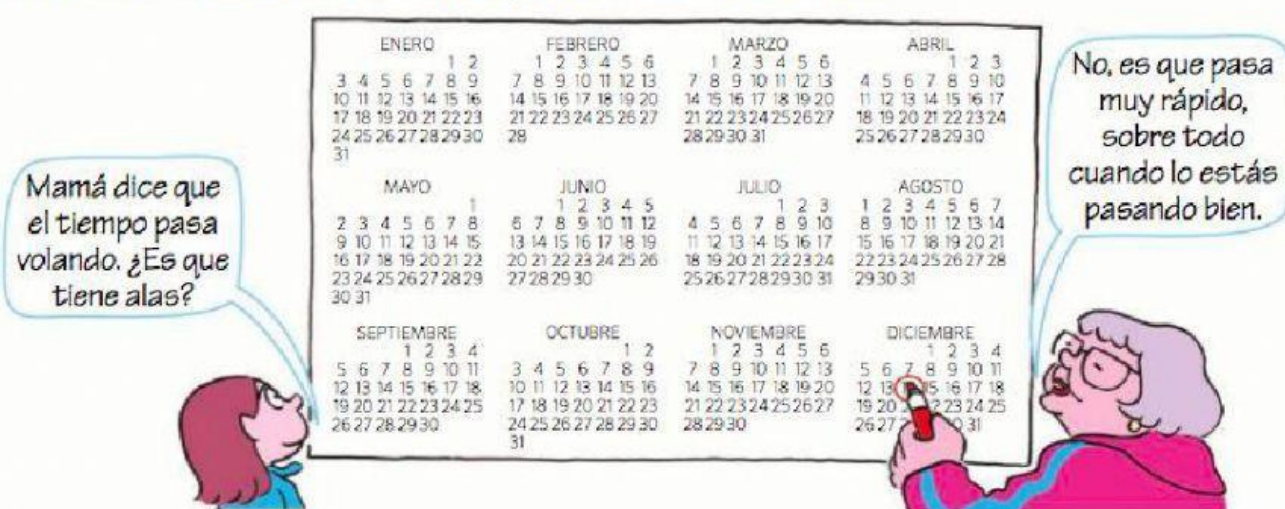 Mamá dice que
el tiempo pasa
volando. ¿Es que
tiene alas?
ENERO
1 2
3 4 5 6 7 8 9
10 11 12 13 14 15 16
17 18 19 20 21 22 23
24 25 26 27 28 29 30
31
FEBRERO
1 2 3 4 5 6
7 8 9 10 11 12 13
14 15 16 17 18 19 20
21 22 23 24 25 26 27
28
MARZO
1 2 3 4 5 6
7 8 9 10 11 12 13
14 15 16 17 18 19 20
21 22 23 24 25 26 27
28 29 30 31
ABRIL
1 2 3
4 5 6 7 8 9 10
11 12 13 14 15 16 17
18 19 20 21 22 23 24
25 26 27 28 29 30
MAYO
1
2 3 4 5 6 7 8
9 10 11 12 13 14 15
16 17 18 19 20 21 22
23 24 25 26 27 28 29
30 31
JUNIO
1 2 3 4 5
6 7 8 9 10 11 12
13 14 15 16 17 18 19
20 21 22 23 24 25 26
27 28 29 30
JULIO
1 2 3
4 5 6 7 8 9 10
11 12 13 14 15 16 17
18 19 20 21 22 23 24
25 26 27 28 29 30 31
AGOSTO
1 2 3 4 5 6 7
8 9 10 11 12 13 14
15 16 17 18 19 20 21
22 23 24 25 26 27 28
29 30 31
SEPTIEMBRE
1 2 3 4
5 6 7 8 9 10 11
12 13 14 15 16 17 18
19 20 21 22 23 24 25
26 27 28 29 30
OCTUBRE
1 2
3 4 5 6 7 8 9
10 11 12 13 14 15 16
17 18 19 20 21 22 23
24 25 26 27 28 29 30
31
NOVIEMBRE
1 2 3 4 5 6
7 8 9 10 11 12 13
14 15 16 17 18 19 20
21 22 23 24 25 26 27
28 29 30
DICIEMBRE
1 2 3 4
5 6 7 8 9 10 11
12 13 15 16 17 18
19 20 23 24 25
26 27 31
No, es que pasa
muy rápido,
sobre todo
cuando lo estás
pasando bien.